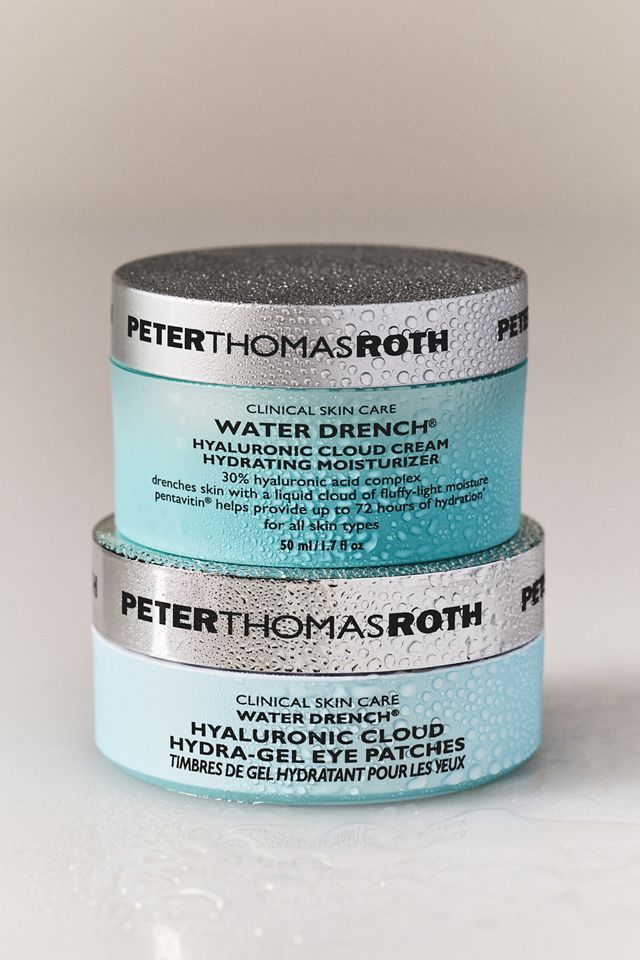 PETERTHOMASROTH PE
CLINICAL SKIN CARE
WATER DRENCH®
HYALURONIC CLOUD CREAM
HYDRATING MOISTURIZER
30% hyaluronic acid complex
drenches skin with a liquid cloud of fluffy-light moisture
pentavitin® helps provide up to 72 hours of hydration*
for all skin types
50 ml/1.7 fl oz
PETERTHOMASROTH PE
CLINICAL SKIN CARE
WATER DRENCH®
HYALURONIC CLOUD
HYDRA-GEL EYE PATCHES
TIMBRES DE GEL HYDRATANT POUR LES YEUX